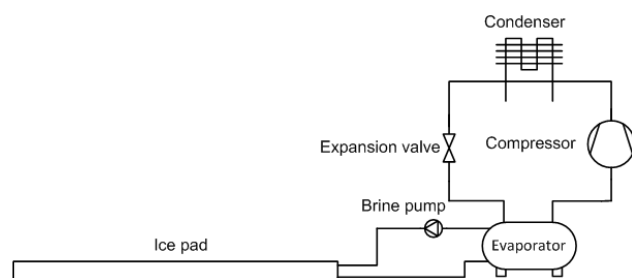 Condenser
Expansion valve
Compressor
Brine pump
Ice pad
Evaporator